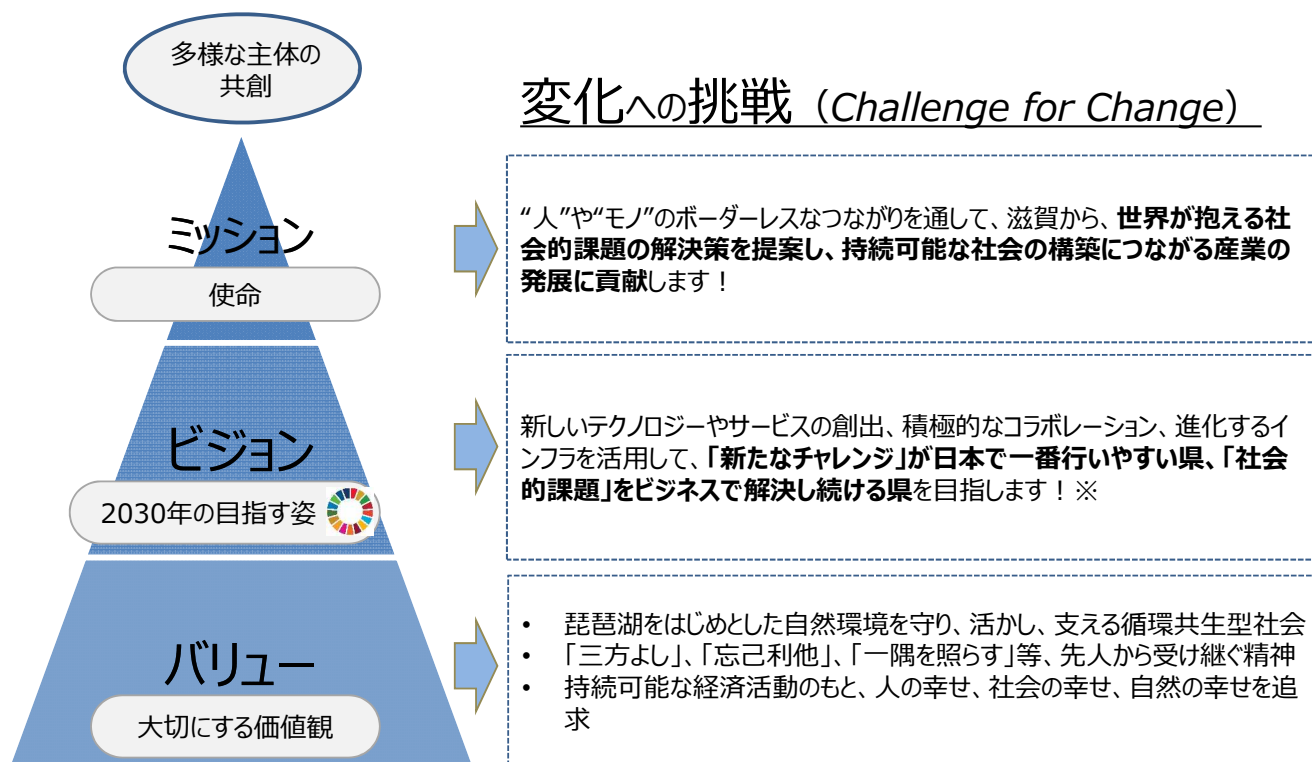 多様な主体の
共創
変化への挑戦（Challenge for Change）
ミッション
使命
“人”や“モノ”のボーダーレスなつながりを通して、滋賀から、世界が抱える社
会的課題の解決策を提案し、持続可能な社会の構築につながる産業の
発展に貢献します！
ビジョン
2030年の目指す姿
新しいテクノロジーやサービスの創出、積極的なコラボレーション、進化するイ
ンフラを活用して、「新たなチャレンジ」が日本で一番行いやすい県、「社会
的課題」をビジネスで解決し続ける県を目指します！※
バリュー
大切にする価値観
• 琵琶湖をはじめとした自然環境を守り、活かし、支える循環共生型社会
• 「三方よし」、「忘己利他」、「一隅を照らす」等、先人から受け継ぐ精神
• 持続可能な経済活動のもと、人の幸せ、社会の幸せ、自然の幸せを追
求